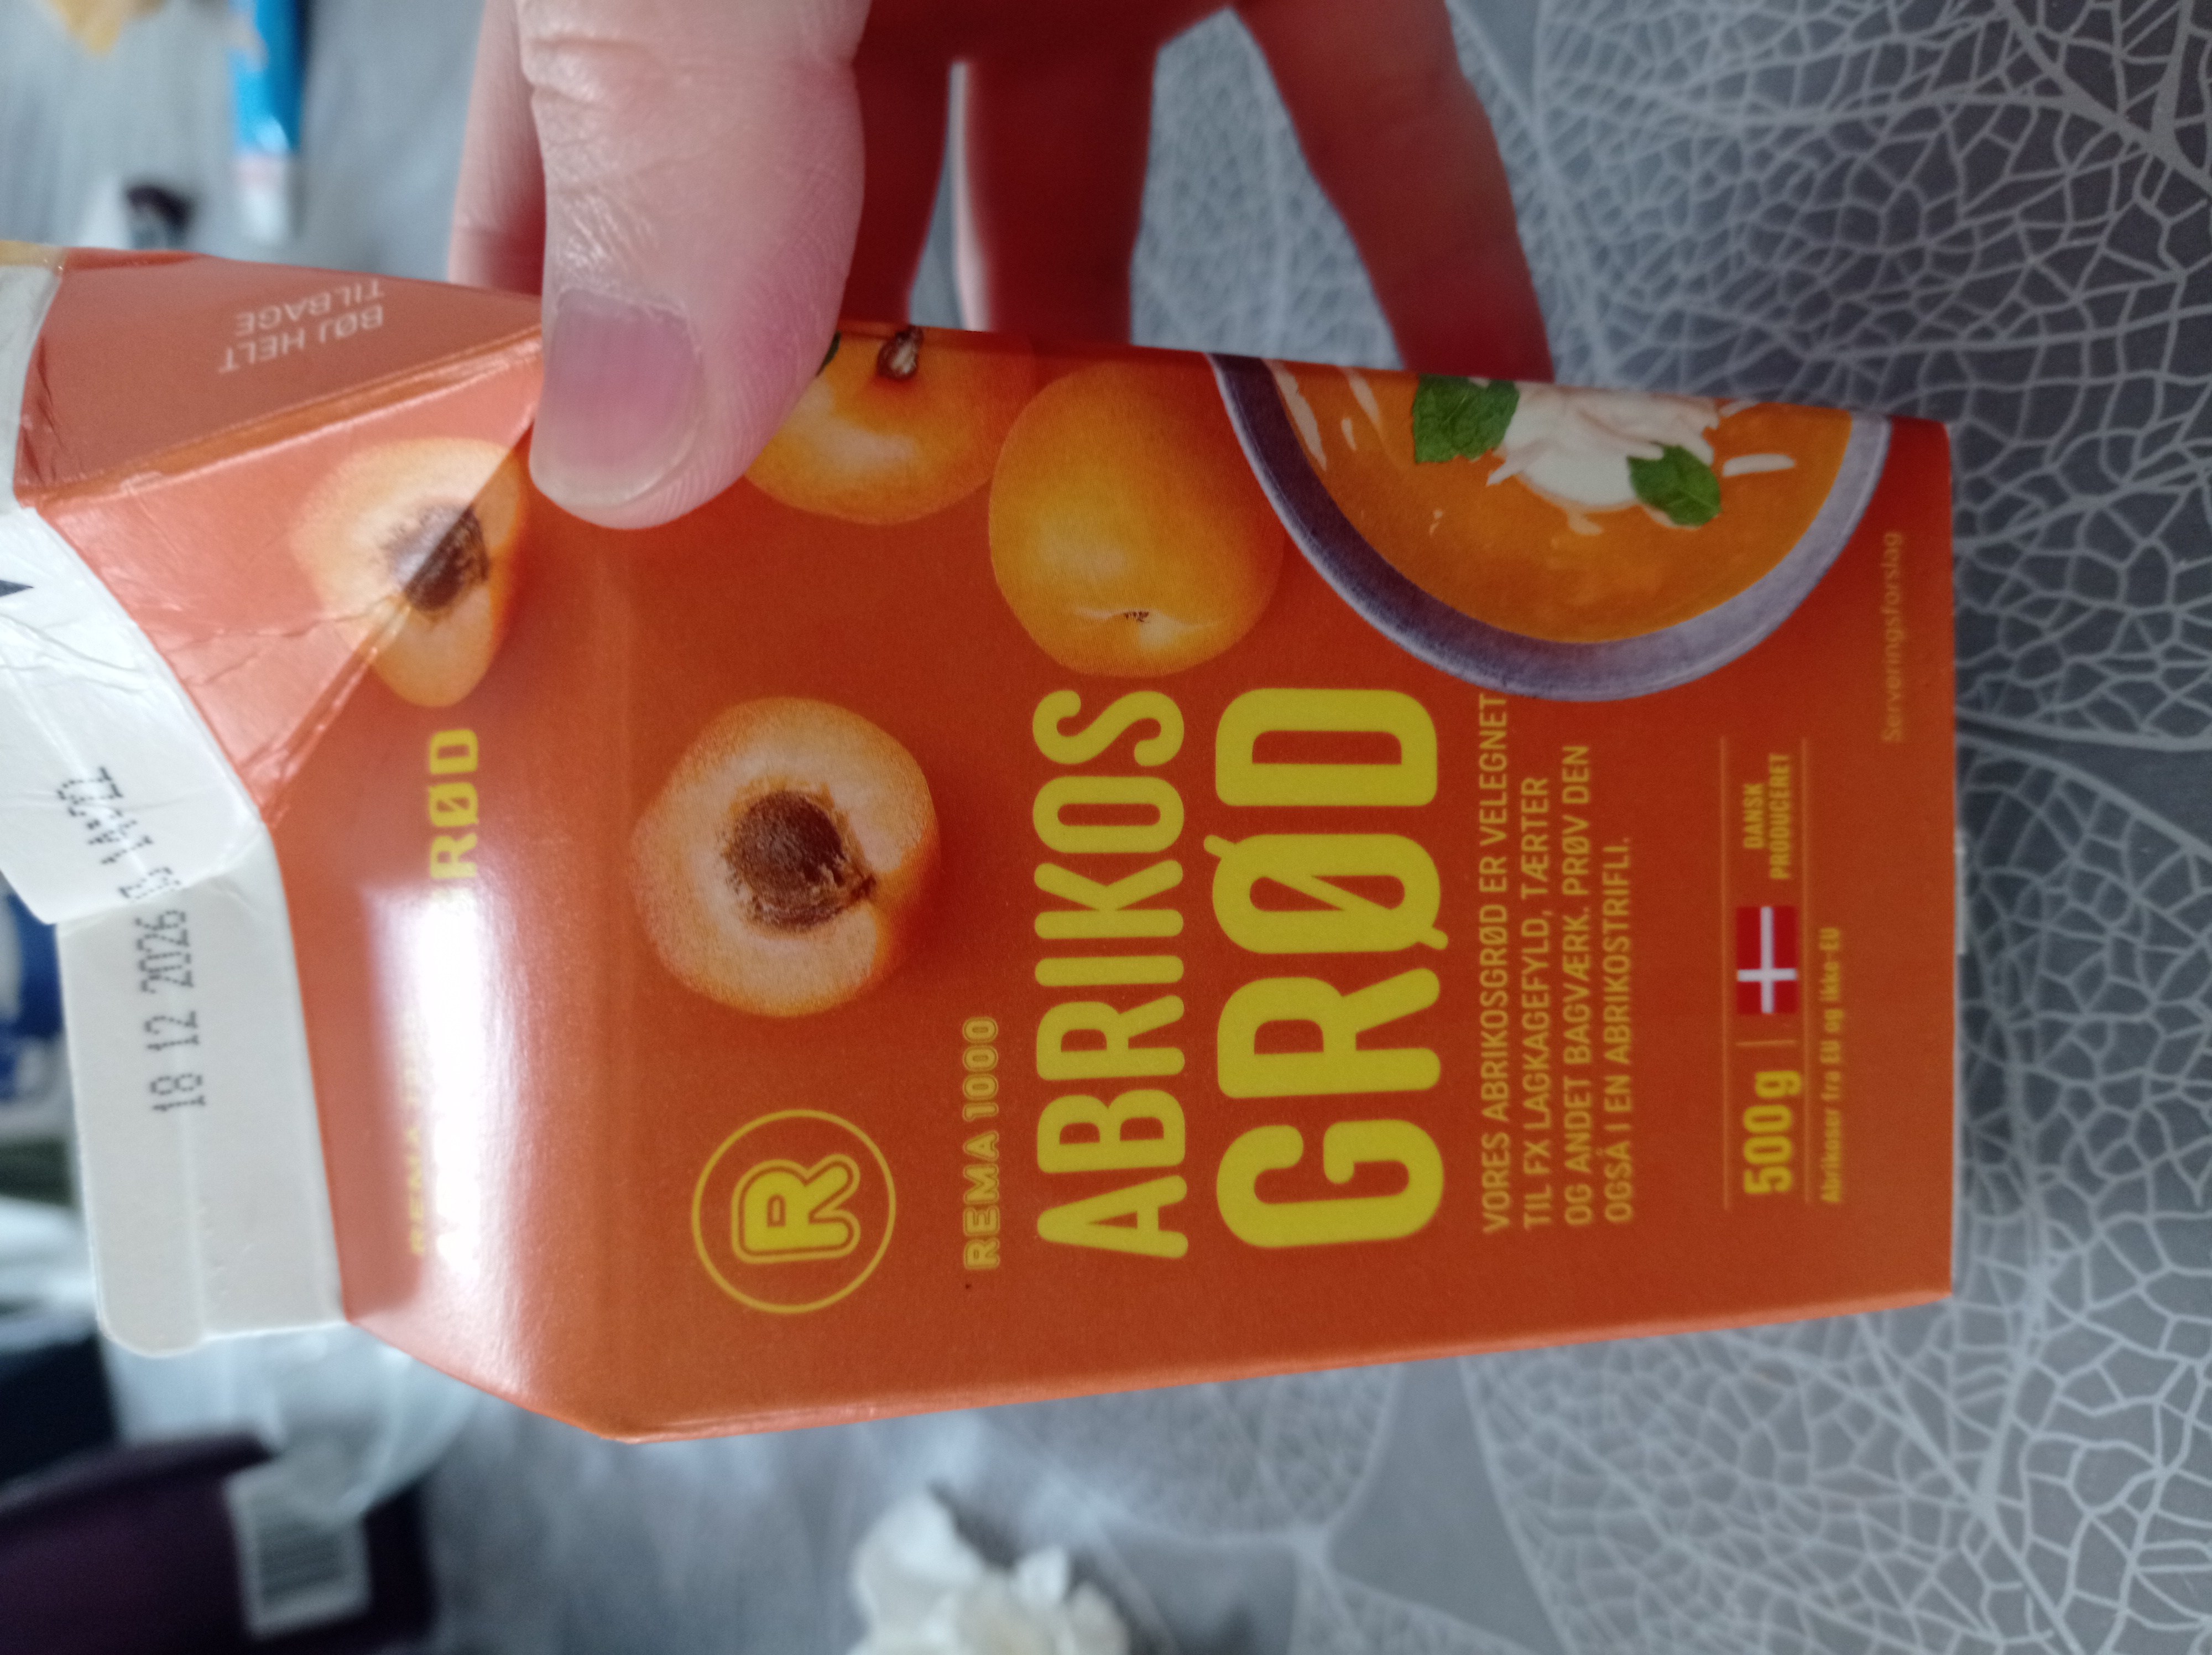 BØJ HELT
TILBAGE
18 12 2026
RØD
R
REMA 1000
ABRIKOS
GRØD
VORES ABRIKOSGRØD ER VELEGNET
TIL FX LAGKAGEFYLD, TÆRTER
OG ANDET BAGVÆRK. PRØV DEN
OGSÅ I EN ABRIKOSTRIFLI.
500 g
DANSK
PRODUCERET
Abrikoser fra EU og ikke-EU
Serveringsforslag